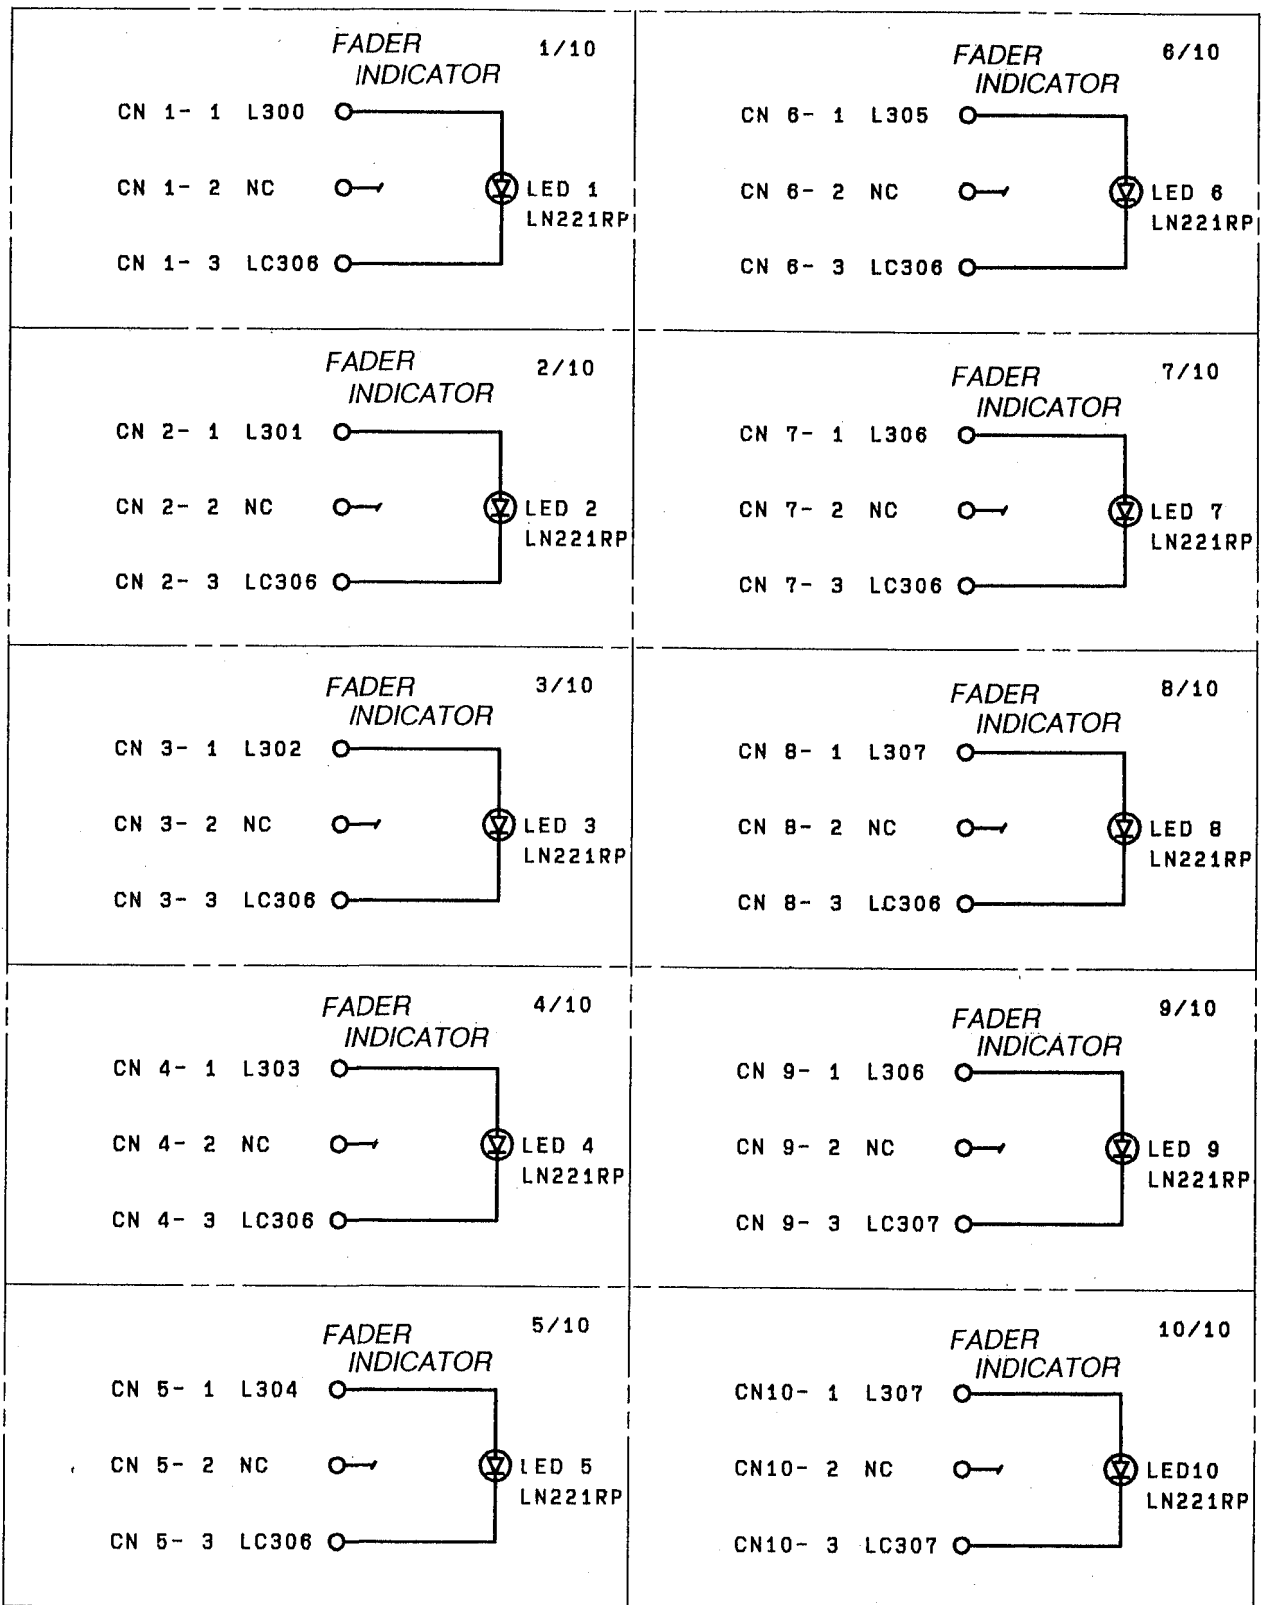 FADER 1/10
INDICATOR
CN 1- 1 L300
CN 1- 2 NC LED 1
LN221RP
CN 1- 3 LC306
FADER 2/10
INDICATOR
CN 2- 1 L301
CN 2- 2 NC LED 2
LN221RP
CN 2- 3 LC306
FADER 3/10
INDICATOR
CN 3- 1 L302
CN 3- 2 NC LED 3
LN221RP
CN 3- 3 LC306
FADER 4/10
INDICATOR
CN 4- 1 L303
CN 4- 2 NC LED 4
LN221RP
CN 4- 3 LC306
FADER 5/10
INDICATOR
CN 5- 1 L304
CN 5- 2 NC LED 5
LN221RP
CN 5- 3 LC306
FADER 6/10
INDICATOR
CN 6- 1 L305
CN 6- 2 NC LED 6
LN221RP
CN 6- 3 LC306
FADER 7/10
INDICATOR
CN 7- 1 L306
CN 7- 2 NC LED 7
LN221RP
CN 7- 3 LC306
FADER 8/10
INDICATOR
CN 8- 1 L307
CN 8- 2 NC LED 8
LN221RP
CN 8- 3 LC306
FADER 9/10
INDICATOR
CN 9- 1 L306
CN 9- 2 NC LED 9
LN221RP
CN 9- 3 LC307
FADER 10/10
INDICATOR
CN10- 1 L307
CN10- 2 NC LED10
LN221RP
CN10- 3 LC307